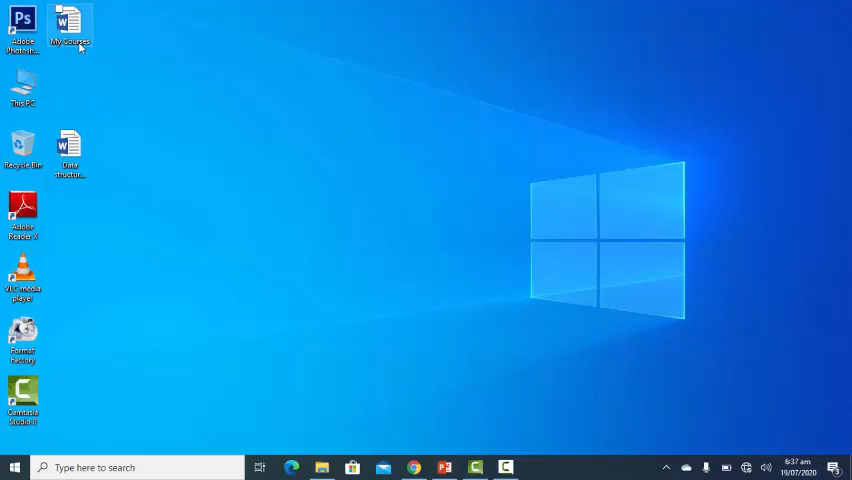 Ps
Adobe
Photosh...
W
My Courses
This PC
Recycle Bin
W
Data
structur...
Adobe
Reader X
VLC media
player
Format
Factory
C
Camtasia
Studio 8
Type here to search
6:37 am
19/07/2020
3